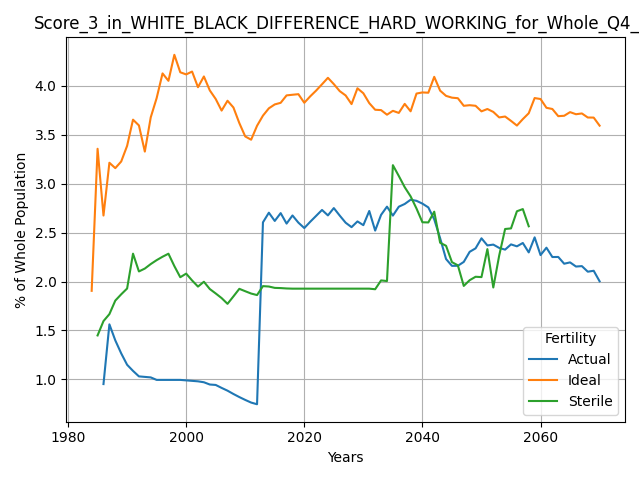 Score_3_in_WHITE_BLACK_DIFFERENCE_HARD_WORKING_for_Whole_Q4_
% of Whole Population
4.0
3.5
3.0
2.5
2.0
1.5
1.0
Fertility
Actual
Ideal
Sterile
1980 2000 2020 2040 2060
Years